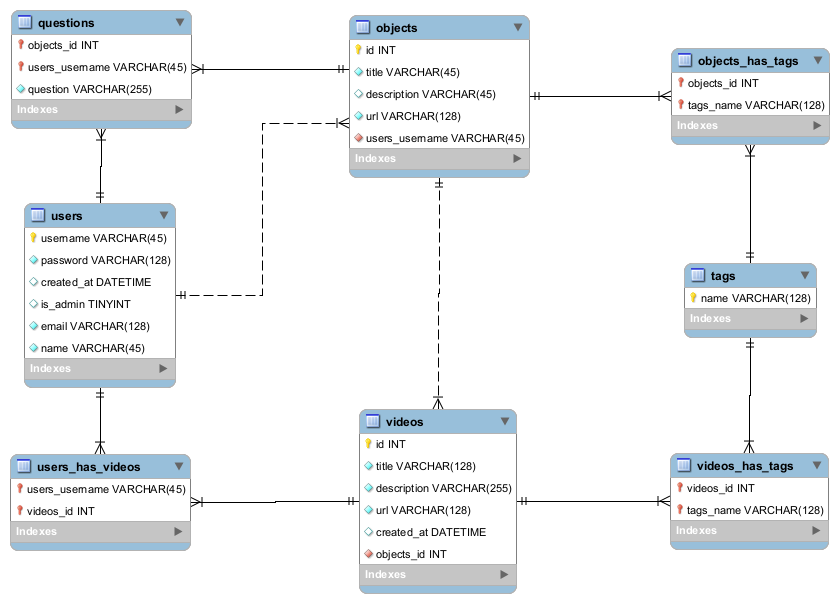 questions
objects_id INT
users_username VARCHAR(45)
question VARCHAR(255)
Indexes
objects
id INT
title VARCHAR(45)
description VARCHAR(45)
url VARCHAR(128)
users_username VARCHAR(45)
Indexes
objects_has_tags
objects_id INT
tags_name VARCHAR(128)
Indexes
users
username VARCHAR(45)
password VARCHAR(128)
created_at DATETIME
is_admin TINYINT
email VARCHAR(128)
name VARCHAR(45)
Indexes
tags
name VARCHAR(128)
Indexes
users_has_videos
users_username VARCHAR(45)
videos_id INT
Indexes
videos
id INT
title VARCHAR(128)
description VARCHAR(255)
url VARCHAR(128)
created_at DATETIME
objects_id INT
Indexes
videos_has_tags
videos_id INT
tags_name VARCHAR(128)
Indexes